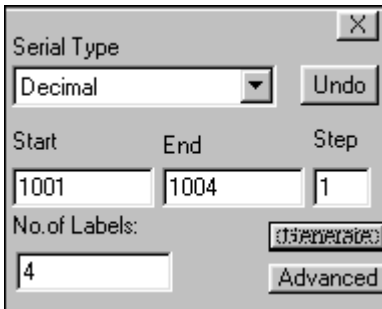 X
Serial Type
Decimal
Undo
Start End Step
1001 1004 1
No.of Labels:
Generate
4
Advanced